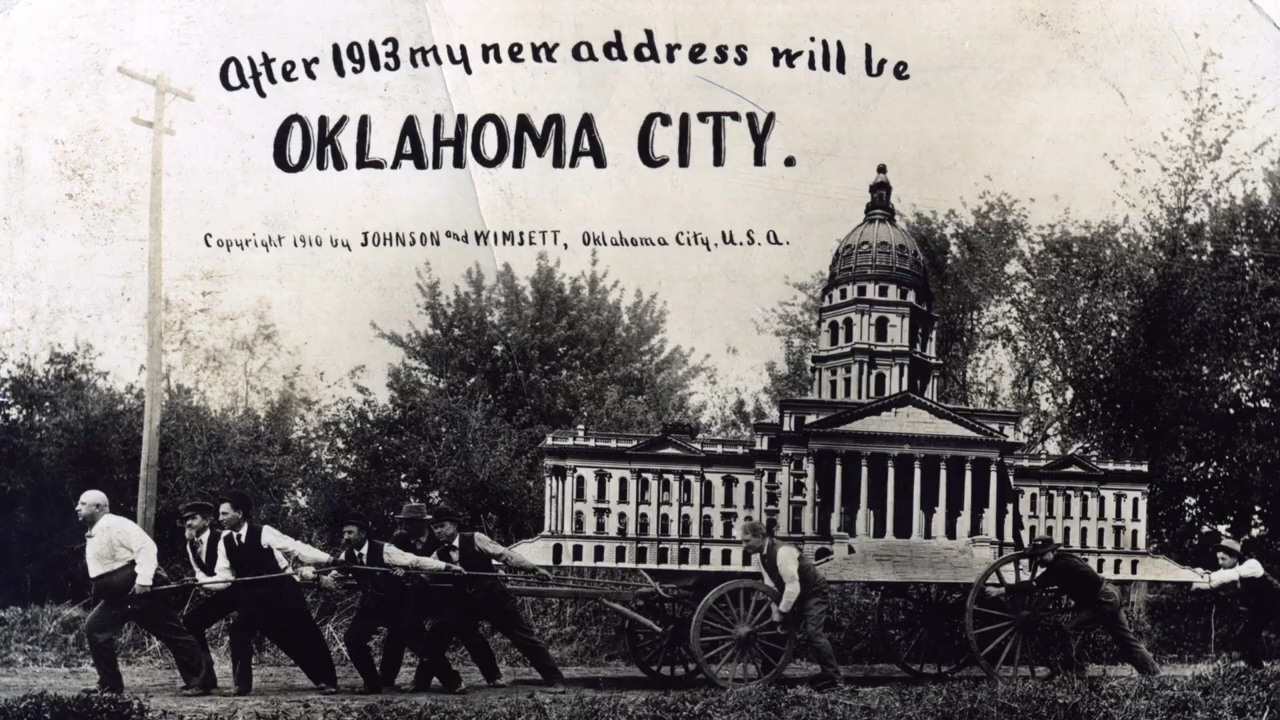 After 1913 my new address will be
OKLAHOMA CITY.
Copyright 1910 by JOHNSON and WIMSETT, Oklahoma City, U.S.A.